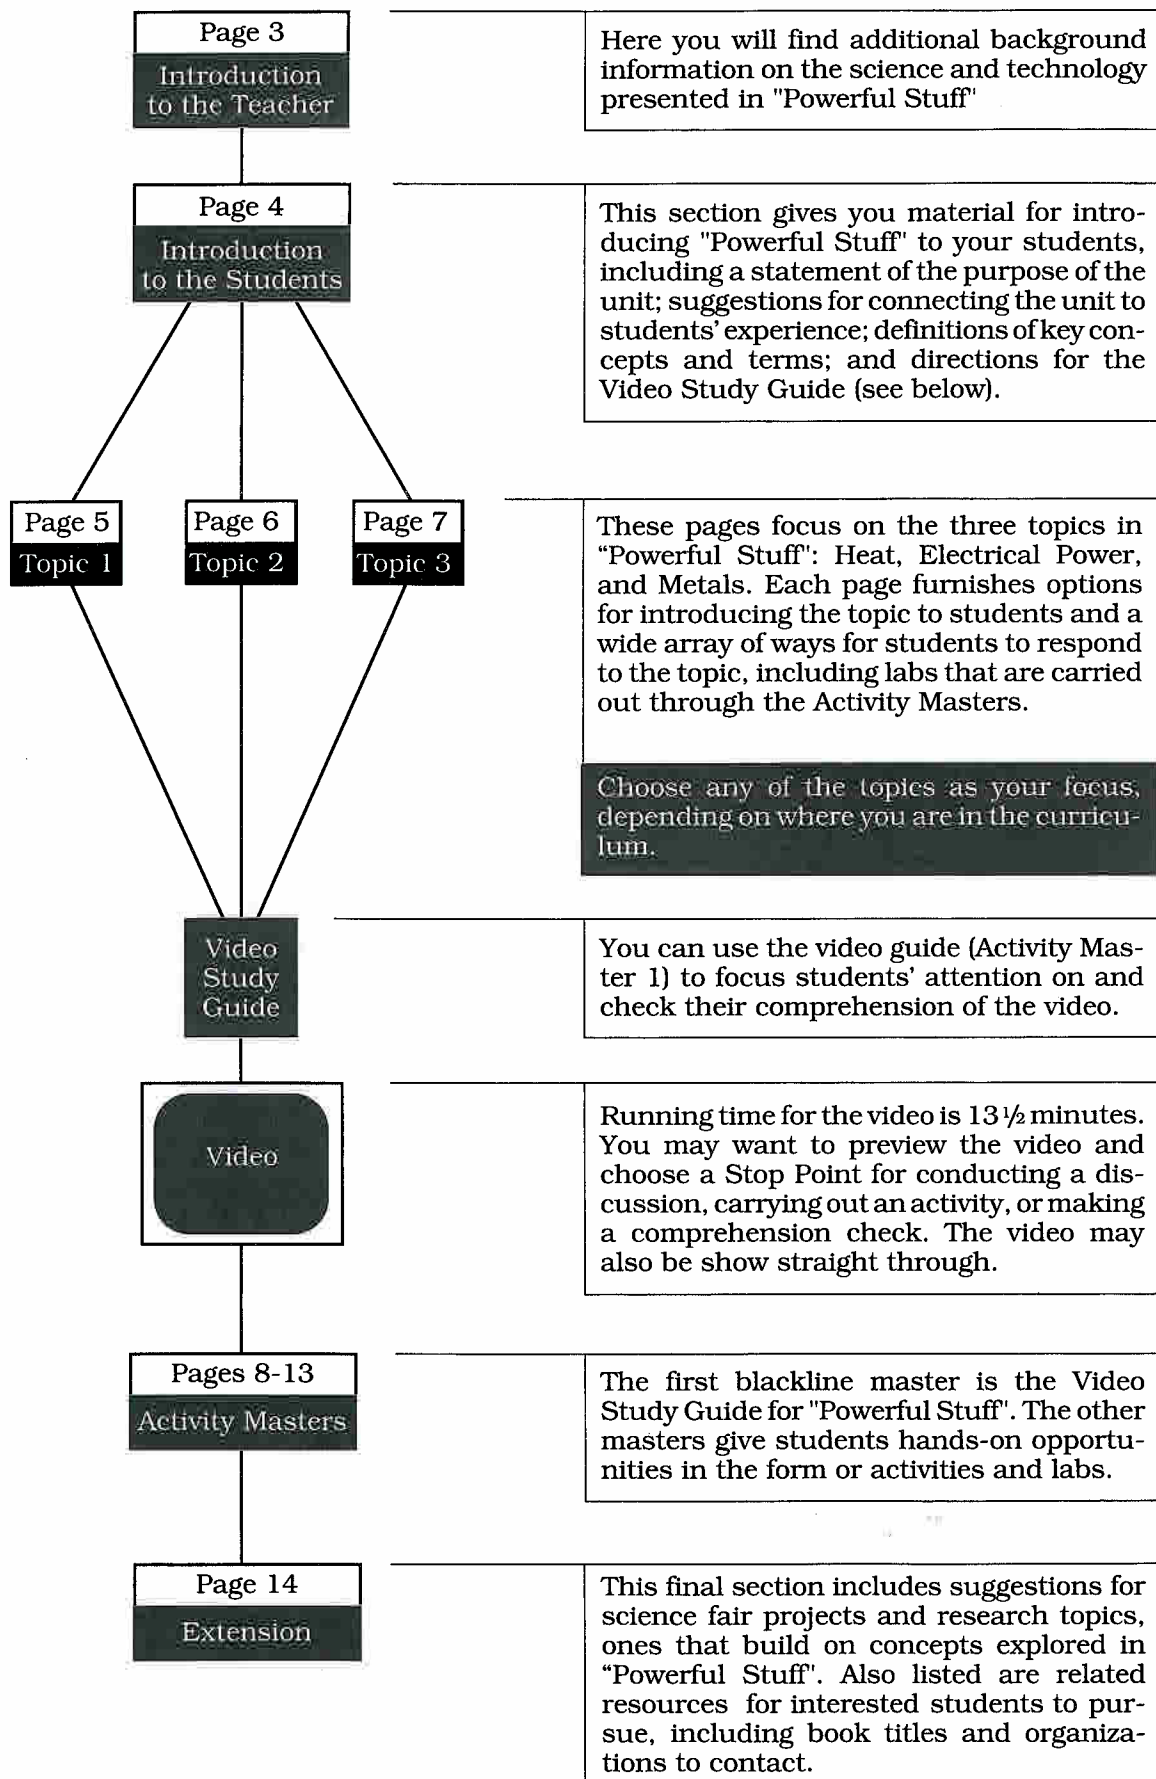 Page 3
Introduction
to the Teacher
Here you will find additional background
information on the science and technology
presented in "Powerful Stuff"
Page 4
Introduction
to the Students
This section gives you material for intro-
ducing "Powerful Stuff" to your students,
including a statement of the purpose of the
unit; suggestions for connecting the unit to
students' experience; definitions of key con-
cepts and terms; and directions for the
Video Study Guide (see below).
Page 5
Topic 1
Page 6
Topic 2
Page 7
Topic 3
These pages focus on the three topics in
“Powerful Stuff": Heat, Electrical Power,
and Metals. Each page furnishes options
for introducing the topic to students and a
wide array of ways for students to respond
to the topic, including labs that are carried
out through the Activity Masters.
Choose any of the topics as your focus,
depending on where you are in the curricu-
lum.
Video
Study
Guide
You can use the video guide (Activity Mas-
ter 1) to focus students' attention on and
check their comprehension of the video.
Video
Running time for the video is 13 ½ minutes.
You may want to preview the video and
choose a Stop Point for conducting a dis-
cussion, carrying out an activity, or making
a comprehension check. The video may
also be show straight through.
Pages 8-13
Activity Masters
The first blackline master is the Video
Study Guide for "Powerful Stuff". The other
masters give students hands-on opportu-
nities in the form or activities and labs.
Page 14
Extension
This final section includes suggestions for
science fair projects and research topics,
ones that build on concepts explored in
“Powerful Stuff". Also listed are related
resources for interested students to pur-
sue, including book titles and organiza-
tions to contact.